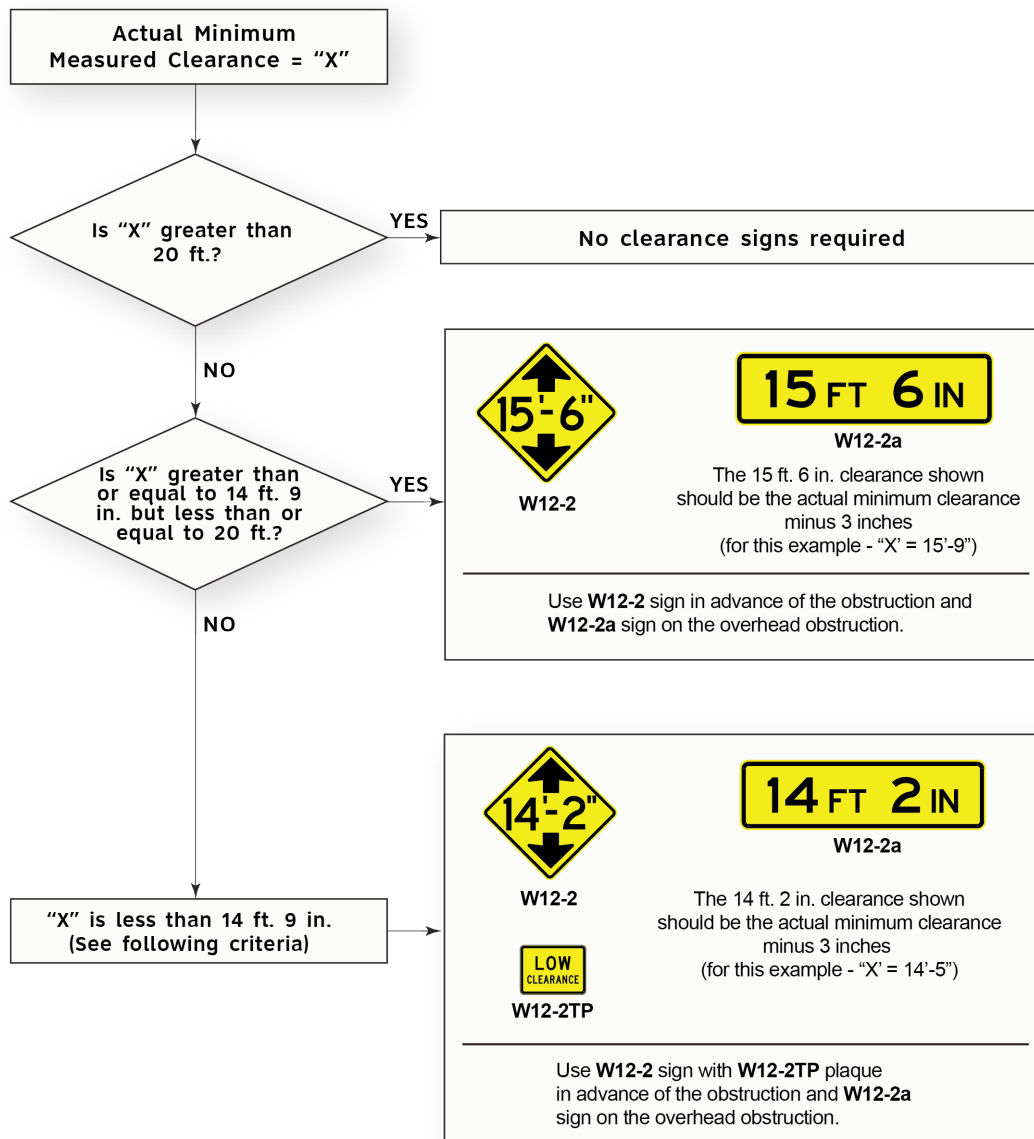 Actual Minimum
Measured Clearance = “X”
Is “X” greater than
20 ft.?
YES
No clearance signs required
NO
Is “X” greater than
or equal to 14 ft. 9
in. but less than or
equal to 20 ft.?
YES
15'-6"
W12-2
15 FT 6 IN
W12-2a
The 15 ft. 6 in. clearance shown
should be the actual minimum clearance
minus 3 inches
(for this example - “X’ = 15’-9”)
Use W12-2 sign in advance of the obstruction and
W12-2a sign on the overhead obstruction.
NO
“X” is less than 14 ft. 9 in.
(See following criteria)
14'-2"
W12-2
LOW
CLEARANCE
W12-2TP
14 FT 2 IN
W12-2a
The 14 ft. 2 in. clearance shown
should be the actual minimum clearance
minus 3 inches
(for this example - “X’ = 14’-5”)
Use W12-2 sign with W12-2TP plaque
in advance of the obstruction and W12-2a
sign on the overhead obstruction.